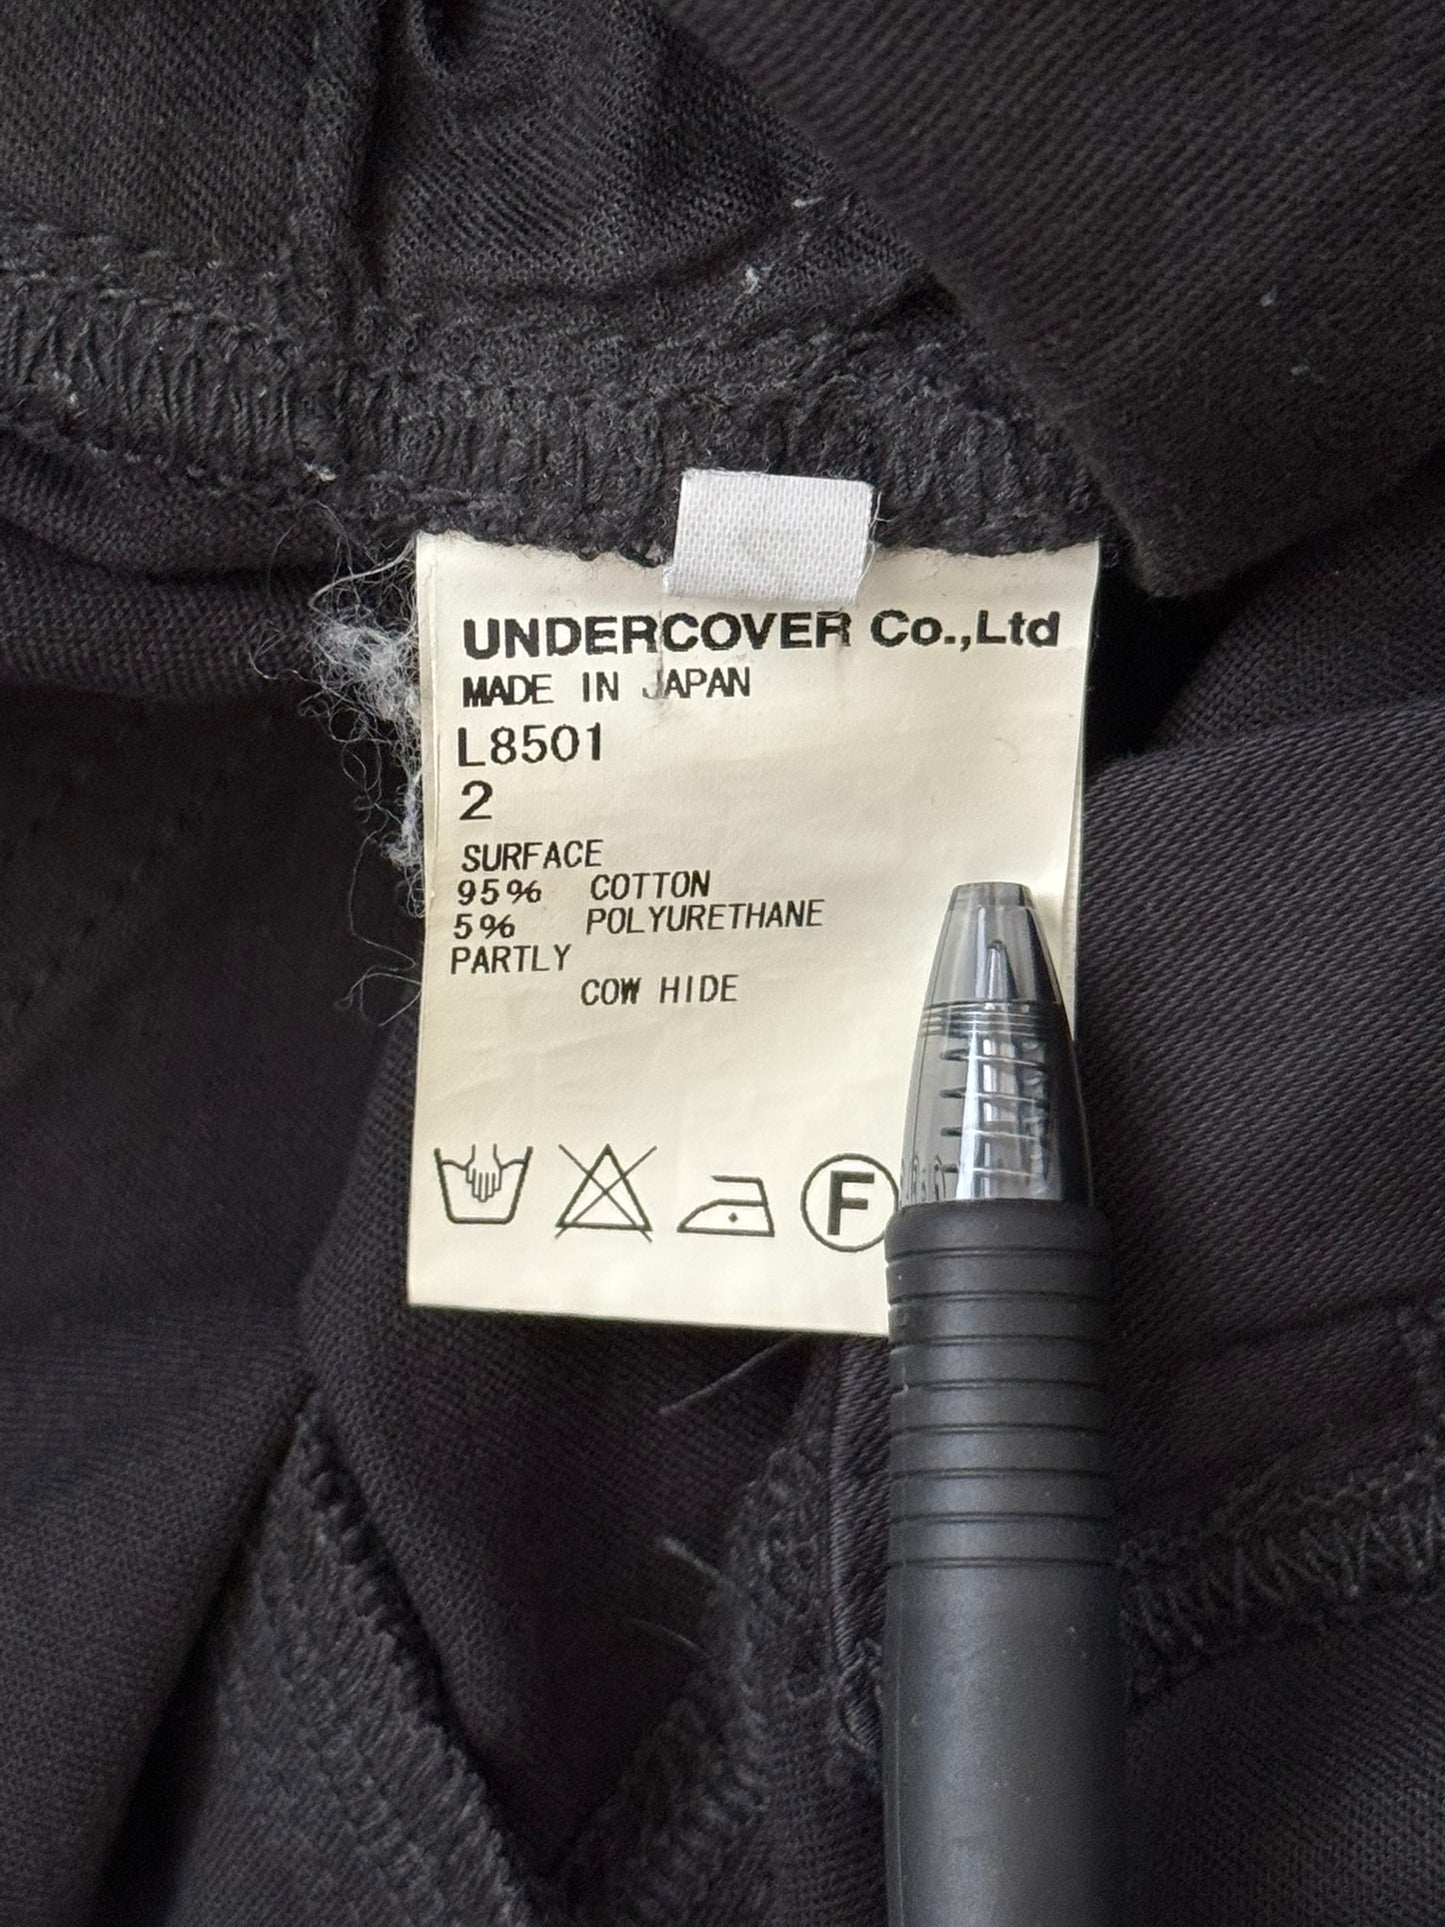 UNDERCOVER Co.,Ltd
MADE IN JAPAN
L8501
2
SURFACE
95% COTTON
5% POLYURETHANE
PARTLY
COW HIDE
F